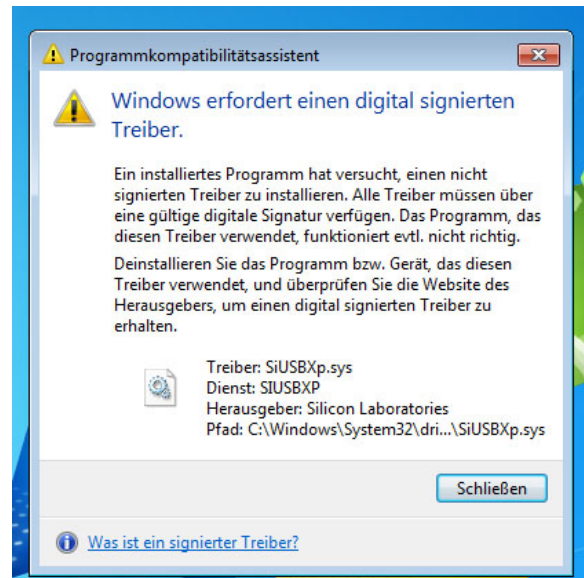 Programmkompatibilitätsassistent
Windows erfordert einen digital signierten
Treiber.
Ein installiertes Programm hat versucht, einen nicht
signierten Treiber zu installieren. Alle Treiber müssen über
eine gültige digitale Signatur verfügen. Das Programm, das
diesen Treiber verwendet, funktioniert evtl. nicht richtig.
Deinstallieren Sie das Programm bzw. Gerät, das diesen
Treiber verwendet, und überprüfen Sie die Website des
Herausgebers, um einen digital signierten Treiber zu
erhalten.
Treiber: SiUSBXp.sys
Dienst: SIUSBXP
Herausgeber: Silicon Laboratories
Pfad: C:\Windows\System32\dri...\SiUSBXp.sys
Schließen
Was ist ein signierter Treiber?